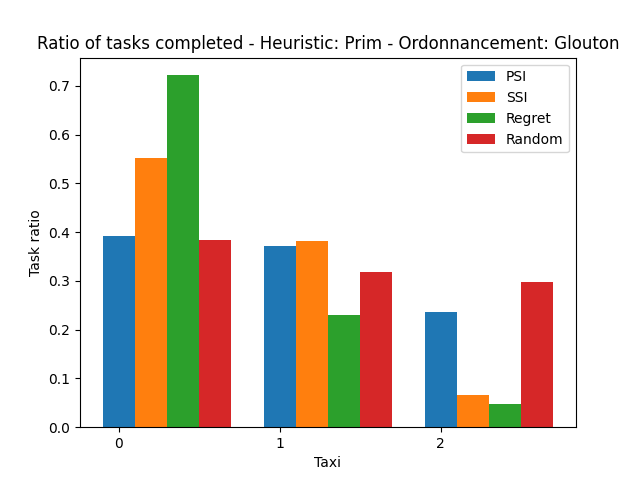 Ratio of tasks completed - Heuristic: Prim - Ordonnancement: Glouton
PSI
SSI
Regret
Random
Task ratio
0.7
0.6
0.5
0.4
0.3
0.2
0.1
0.0
0 1 2
Taxi